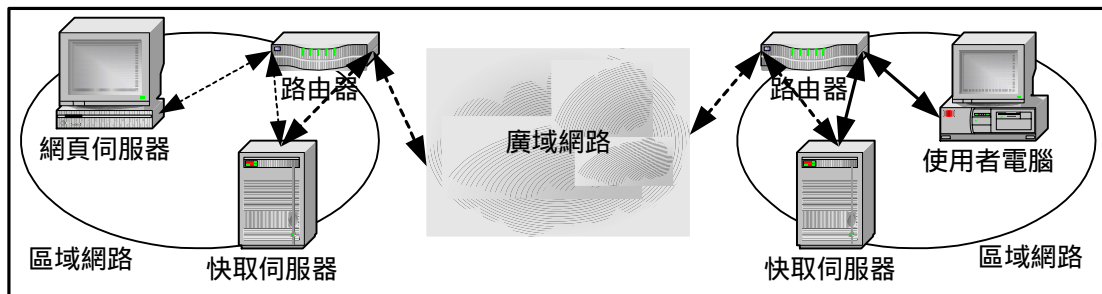 路由器
網頁伺服器
快取伺服器
區域網路
廣域網路
路由器
使用者電腦
快取伺服器
區域網路